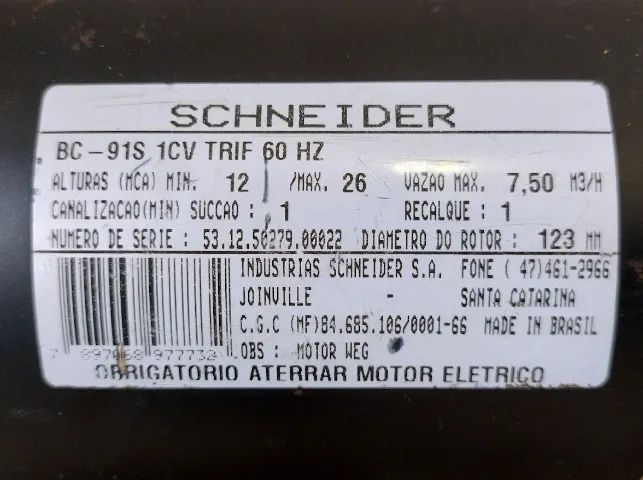 SCHNEIDER
BC-91S 1CV TRIF 60 HZ
ALTURAS (MCA) MIN. 12 /MAX. 26 VAZAO MAX. 7,50 M3/H
CANALIZACAO(MIN) SUCCAO : 1 RECALQUE : 1
NUMERO DE SERIE : 53.12.50279.00022 DIAMETRO DO ROTOR : 123 MM
INDUSTRIAS SCHNEIDER S.A. FONE ( 47)461-2966
JOINVILLE - SANTA CATARINA
C.G.C (MF)84.685.106/0001-66 MADE IN BRASIL
7 897068 977732 .OBS : MOTOR WEG
OBRIGATORIO ATERRAR MOTOR ELETRICO